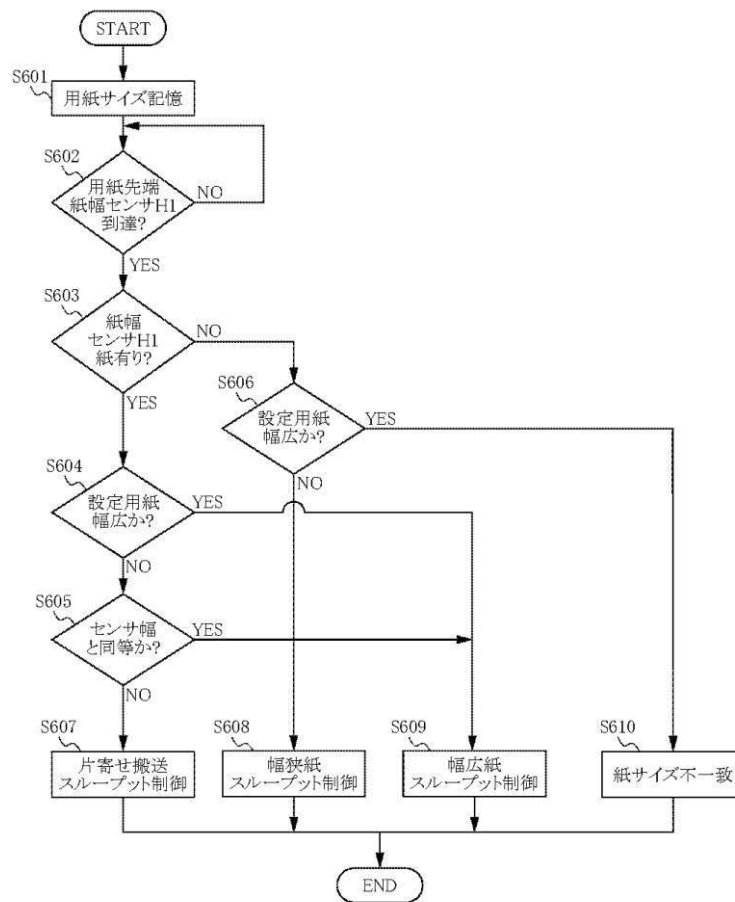 START
S601
用紙サイズ記憶
S602
用紙先端
紙幅センサH1
到達?
NO
YES
S603
紙幅
センサH1
紙有り?
NO
YES
S606
設定用紙
幅広か?
YES
NO
S604
設定用紙
幅広か?
YES
NO
S605
センサ幅
と同等か?
YES
NO
S607
片寄せ搬送
スループット制御
S608
幅狭紙
スループット制御
S609
幅広紙
スループット制御
S610
紙サイズ不一致
END